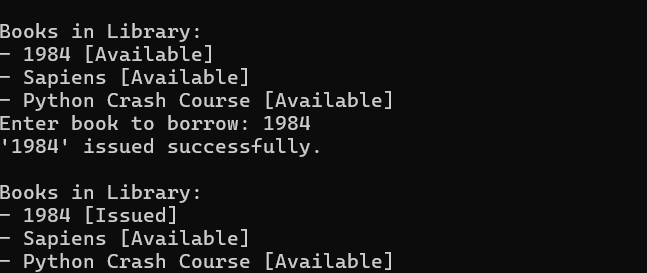 Books in Library:
- 1984 [Available]
- Sapiens [Available]
- Python Crash Course [Available]
Enter book to borrow: 1984
'1984' issued successfully.
Books in Library:
- 1984 [Issued]
- Sapiens [Available]
- Python Crash Course [Available]